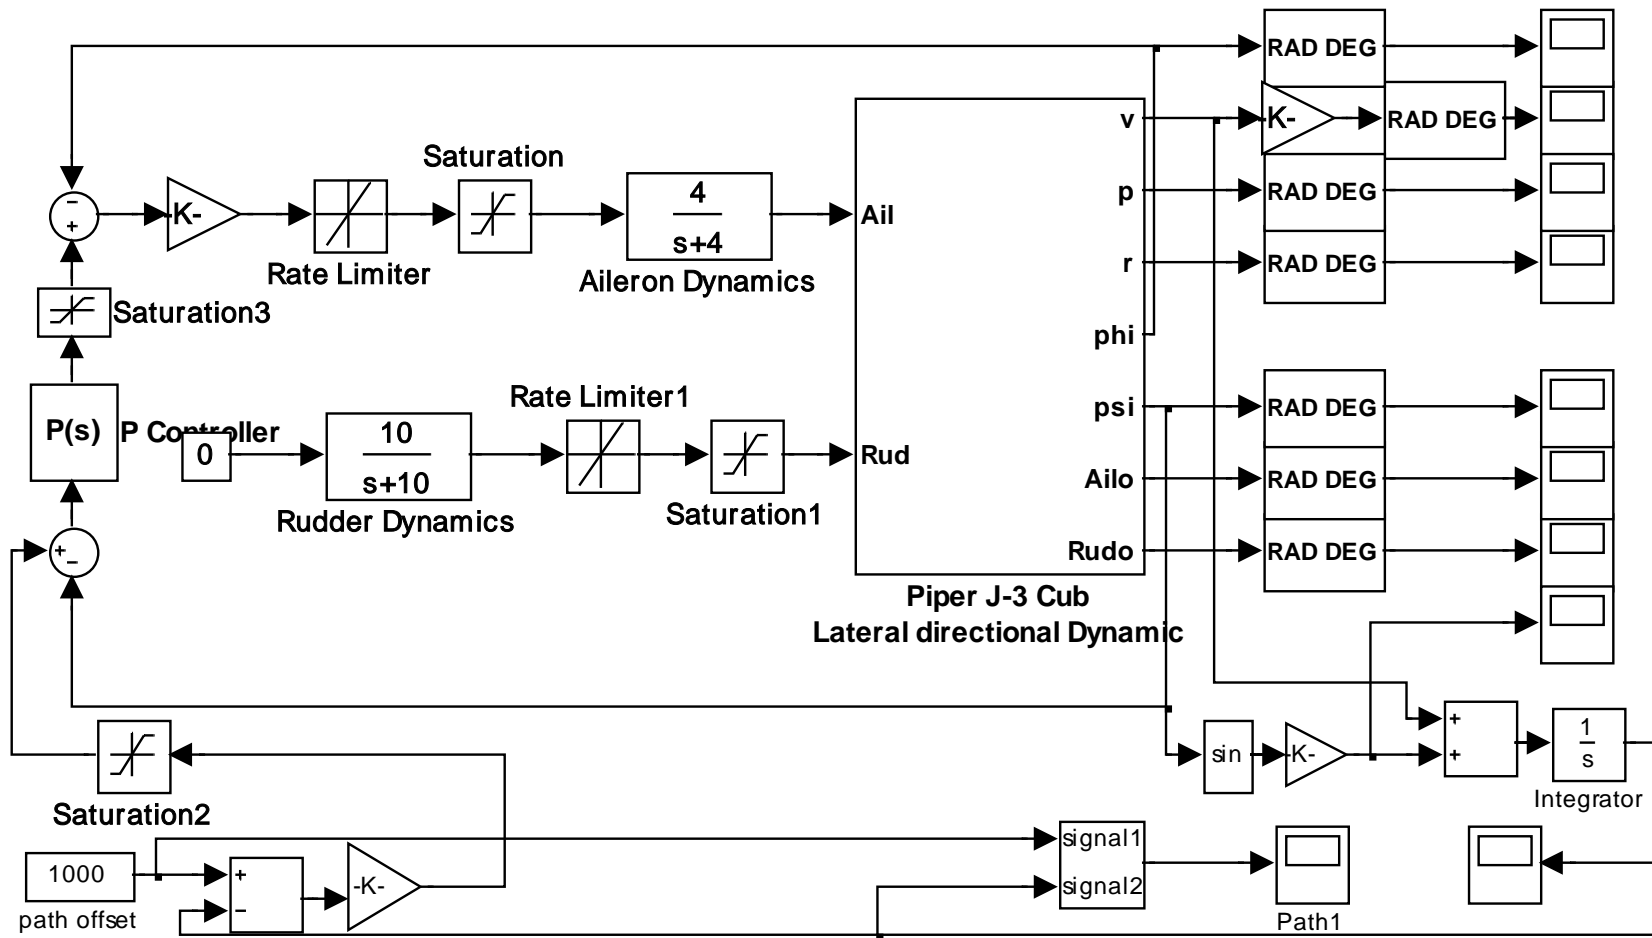 RAD DEG
v
-K-
RAD DEG
Saturation
-K-
4
s+4
Ail
p
RAD DEG
r
RAD DEG
Rate Limiter
Aileron Dynamics
Saturation3
phi
Rate Limiter1
P(s)
P Controller
0
10
s+10
Rud
psi
RAD DEG
Ailo
RAD DEG
Rudder Dynamics
Saturation1
Rudo
RAD DEG
+
−
−
+
Piper J-3 Cub
Lateral directional Dynamic
sin
-K-
+
+
1
s
Integrator
Saturation2
1000
path offset
+
−
-K-
signal1
signal2
Path1